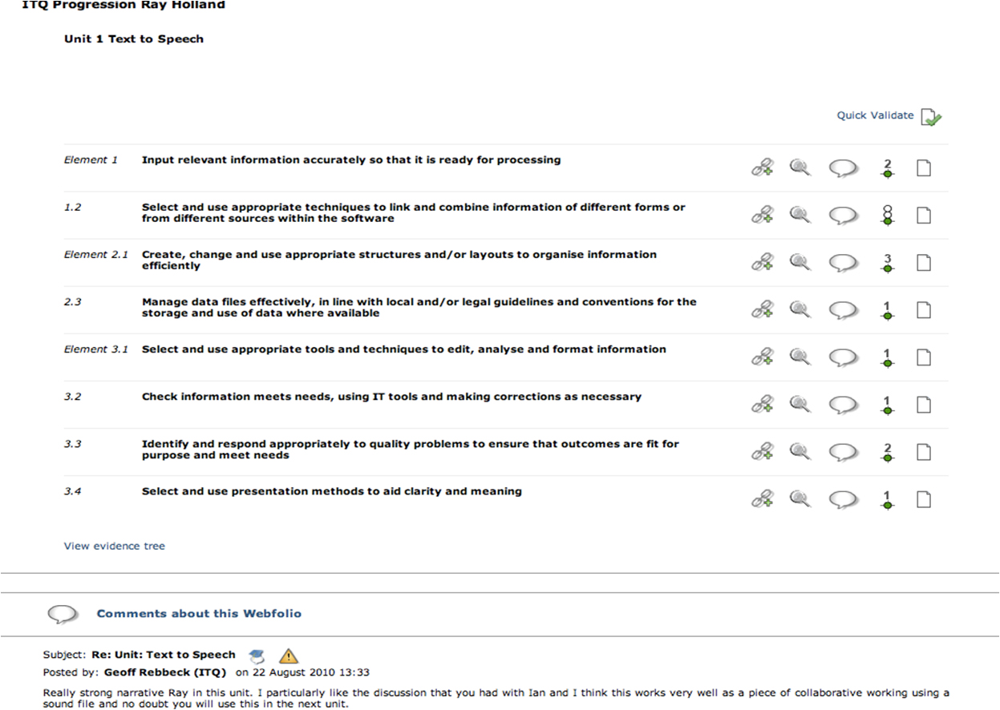 ITQ Progression Ray Holland
Unit 1 Text to Speech
Quick Validate
Element 1 Input relevant information accurately so that it is ready for processing 2
1.2 Select and use appropriate techniques to link and combine information of different forms or
from different sources within the software 8
Element 2.1 Create, change and use appropriate structures and/or layouts to organise information
efficiently 3
2.3 Manage data files effectively, in line with local and/or legal guidelines and conventions for the
storage and use of data where available 1
Element 3.1 Select and use appropriate tools and techniques to edit, analyse and format information 1
3.2 Check information meets needs, using IT tools and making corrections as necessary 1
3.3 Identify and respond appropriately to quality problems to ensure that outcomes are fit for
purpose and meet needs 2
3.4 Select and use presentation methods to aid clarity and meaning 1
View evidence tree
Comments about this Webfolio
Subject: Re: Unit: Text to Speech
Posted by: Geoff Rebbeck (ITQ) on 22 August 2010 13:33
Really strong narrative Ray in this unit. I particularly like the discussion that you had with Ian and I think this works very well as a piece of collaborative working using a
sound file and no doubt you will use this in the next unit.